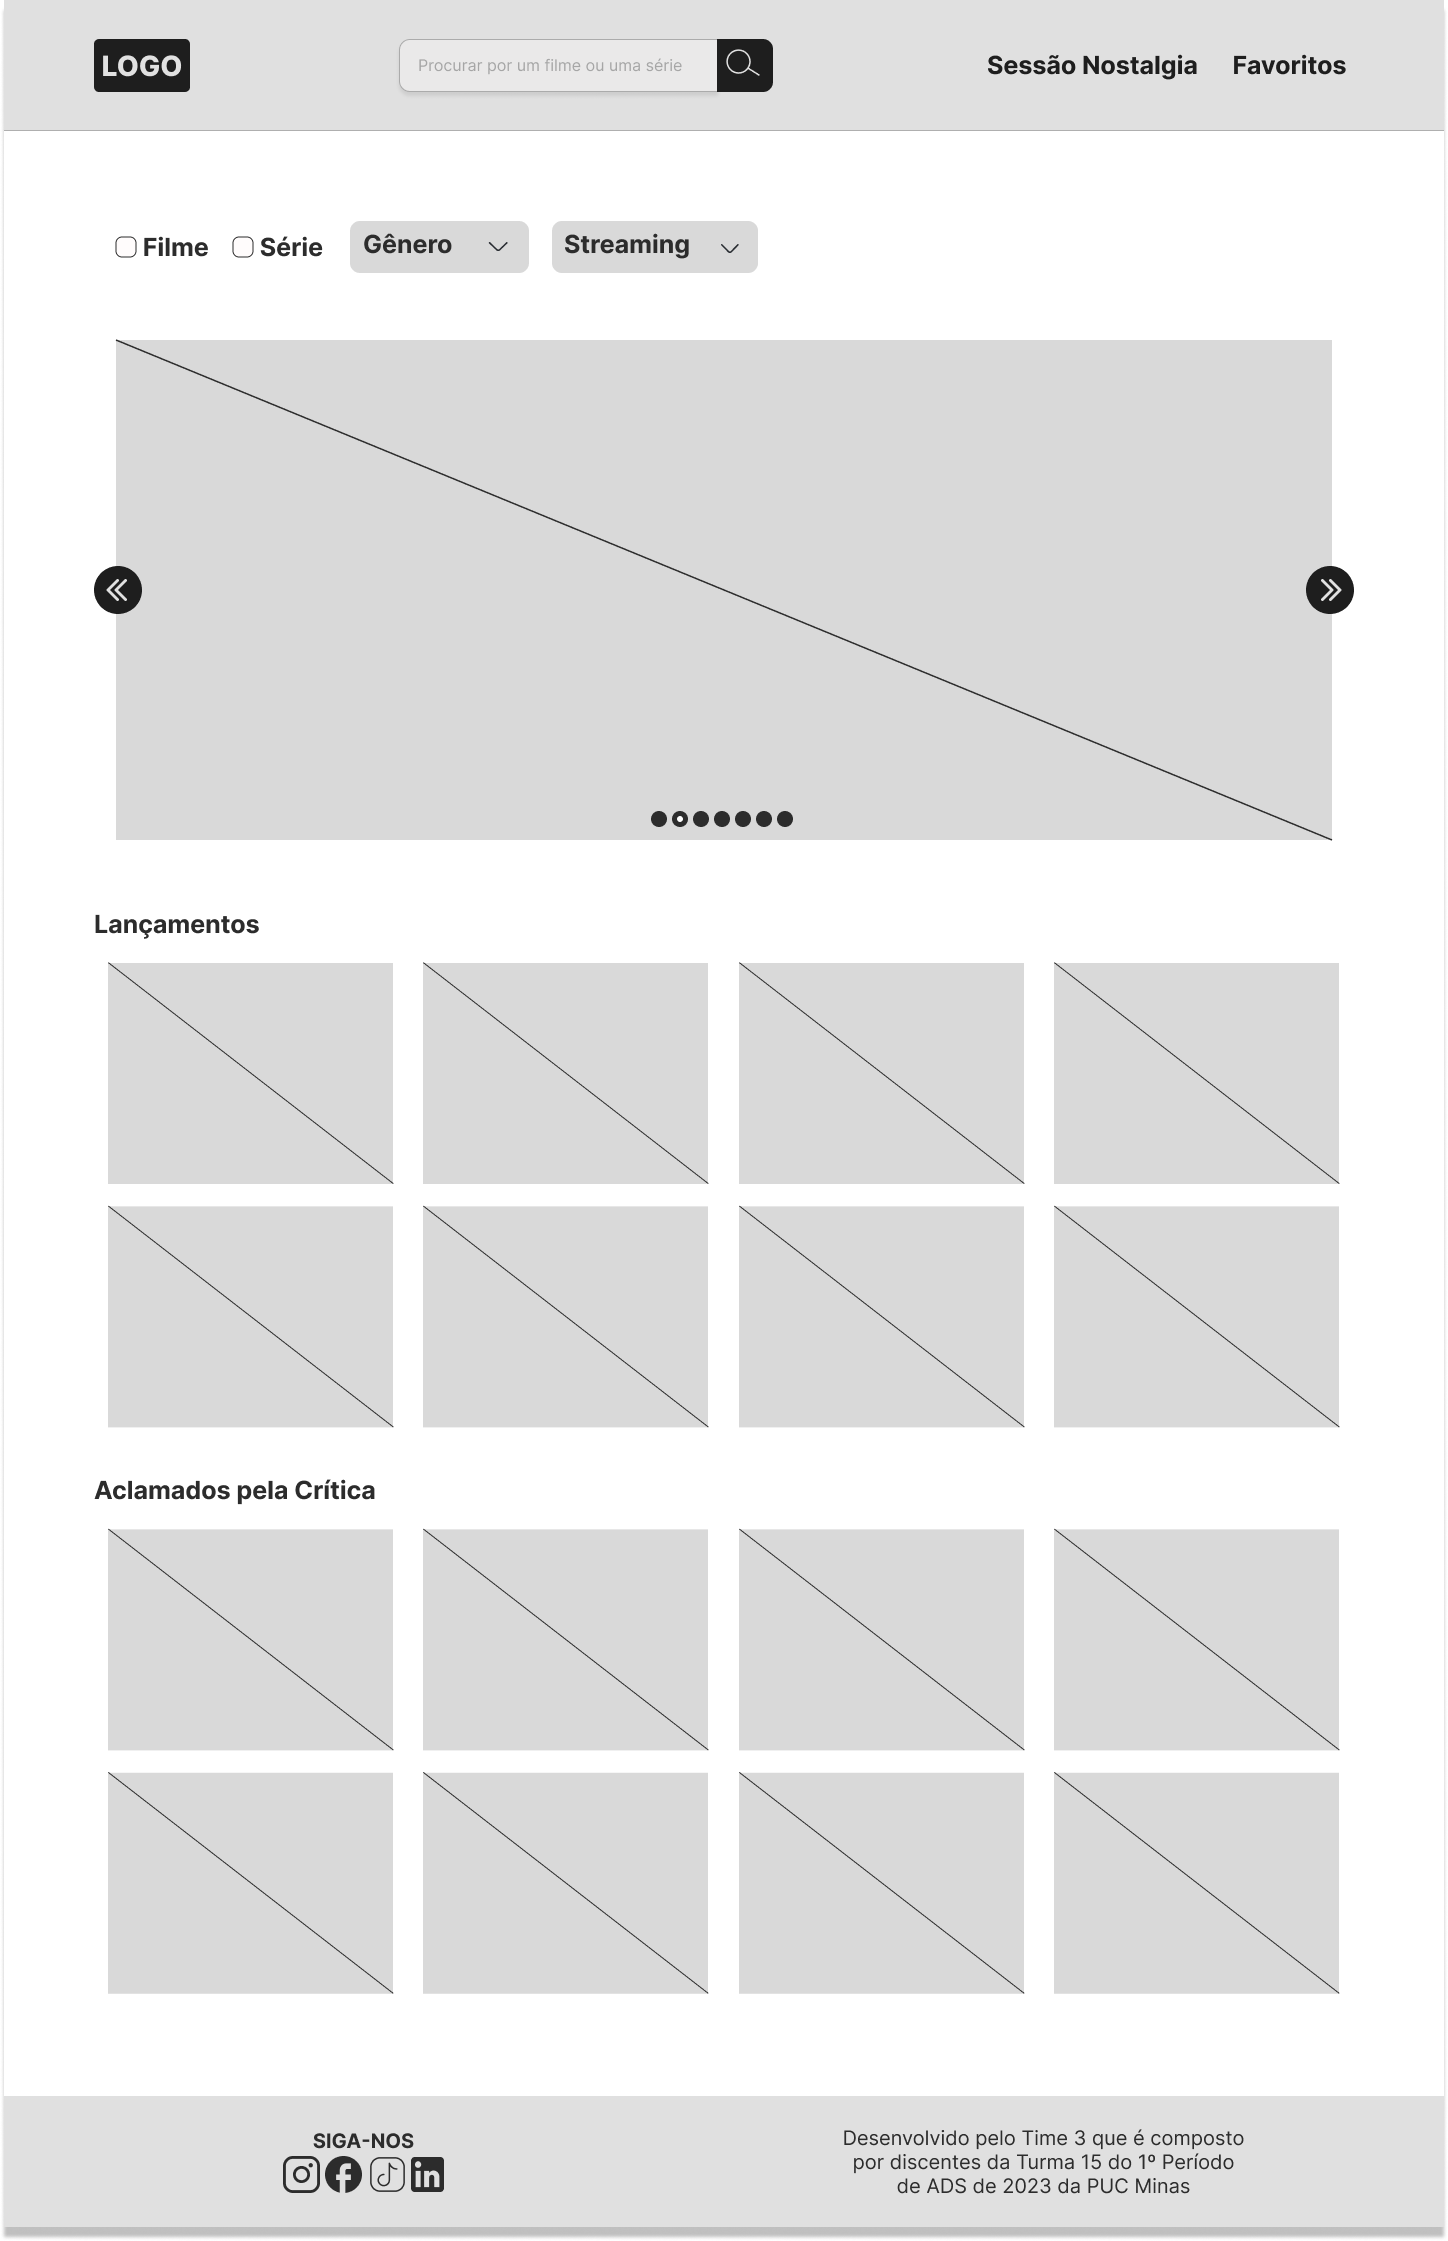 LOGO
Procurar por um filme ou uma série
Sessão Nostalgia
Favoritos
Filme
Série
Gênero
Streaming
Lançamentos
Aclamados pela Crítica
SIGA-NOS
Desenvolvido pelo Time 3 que é composto
por discentes da Turma 15 do 1º Período
de ADS de 2023 da PUC Minas